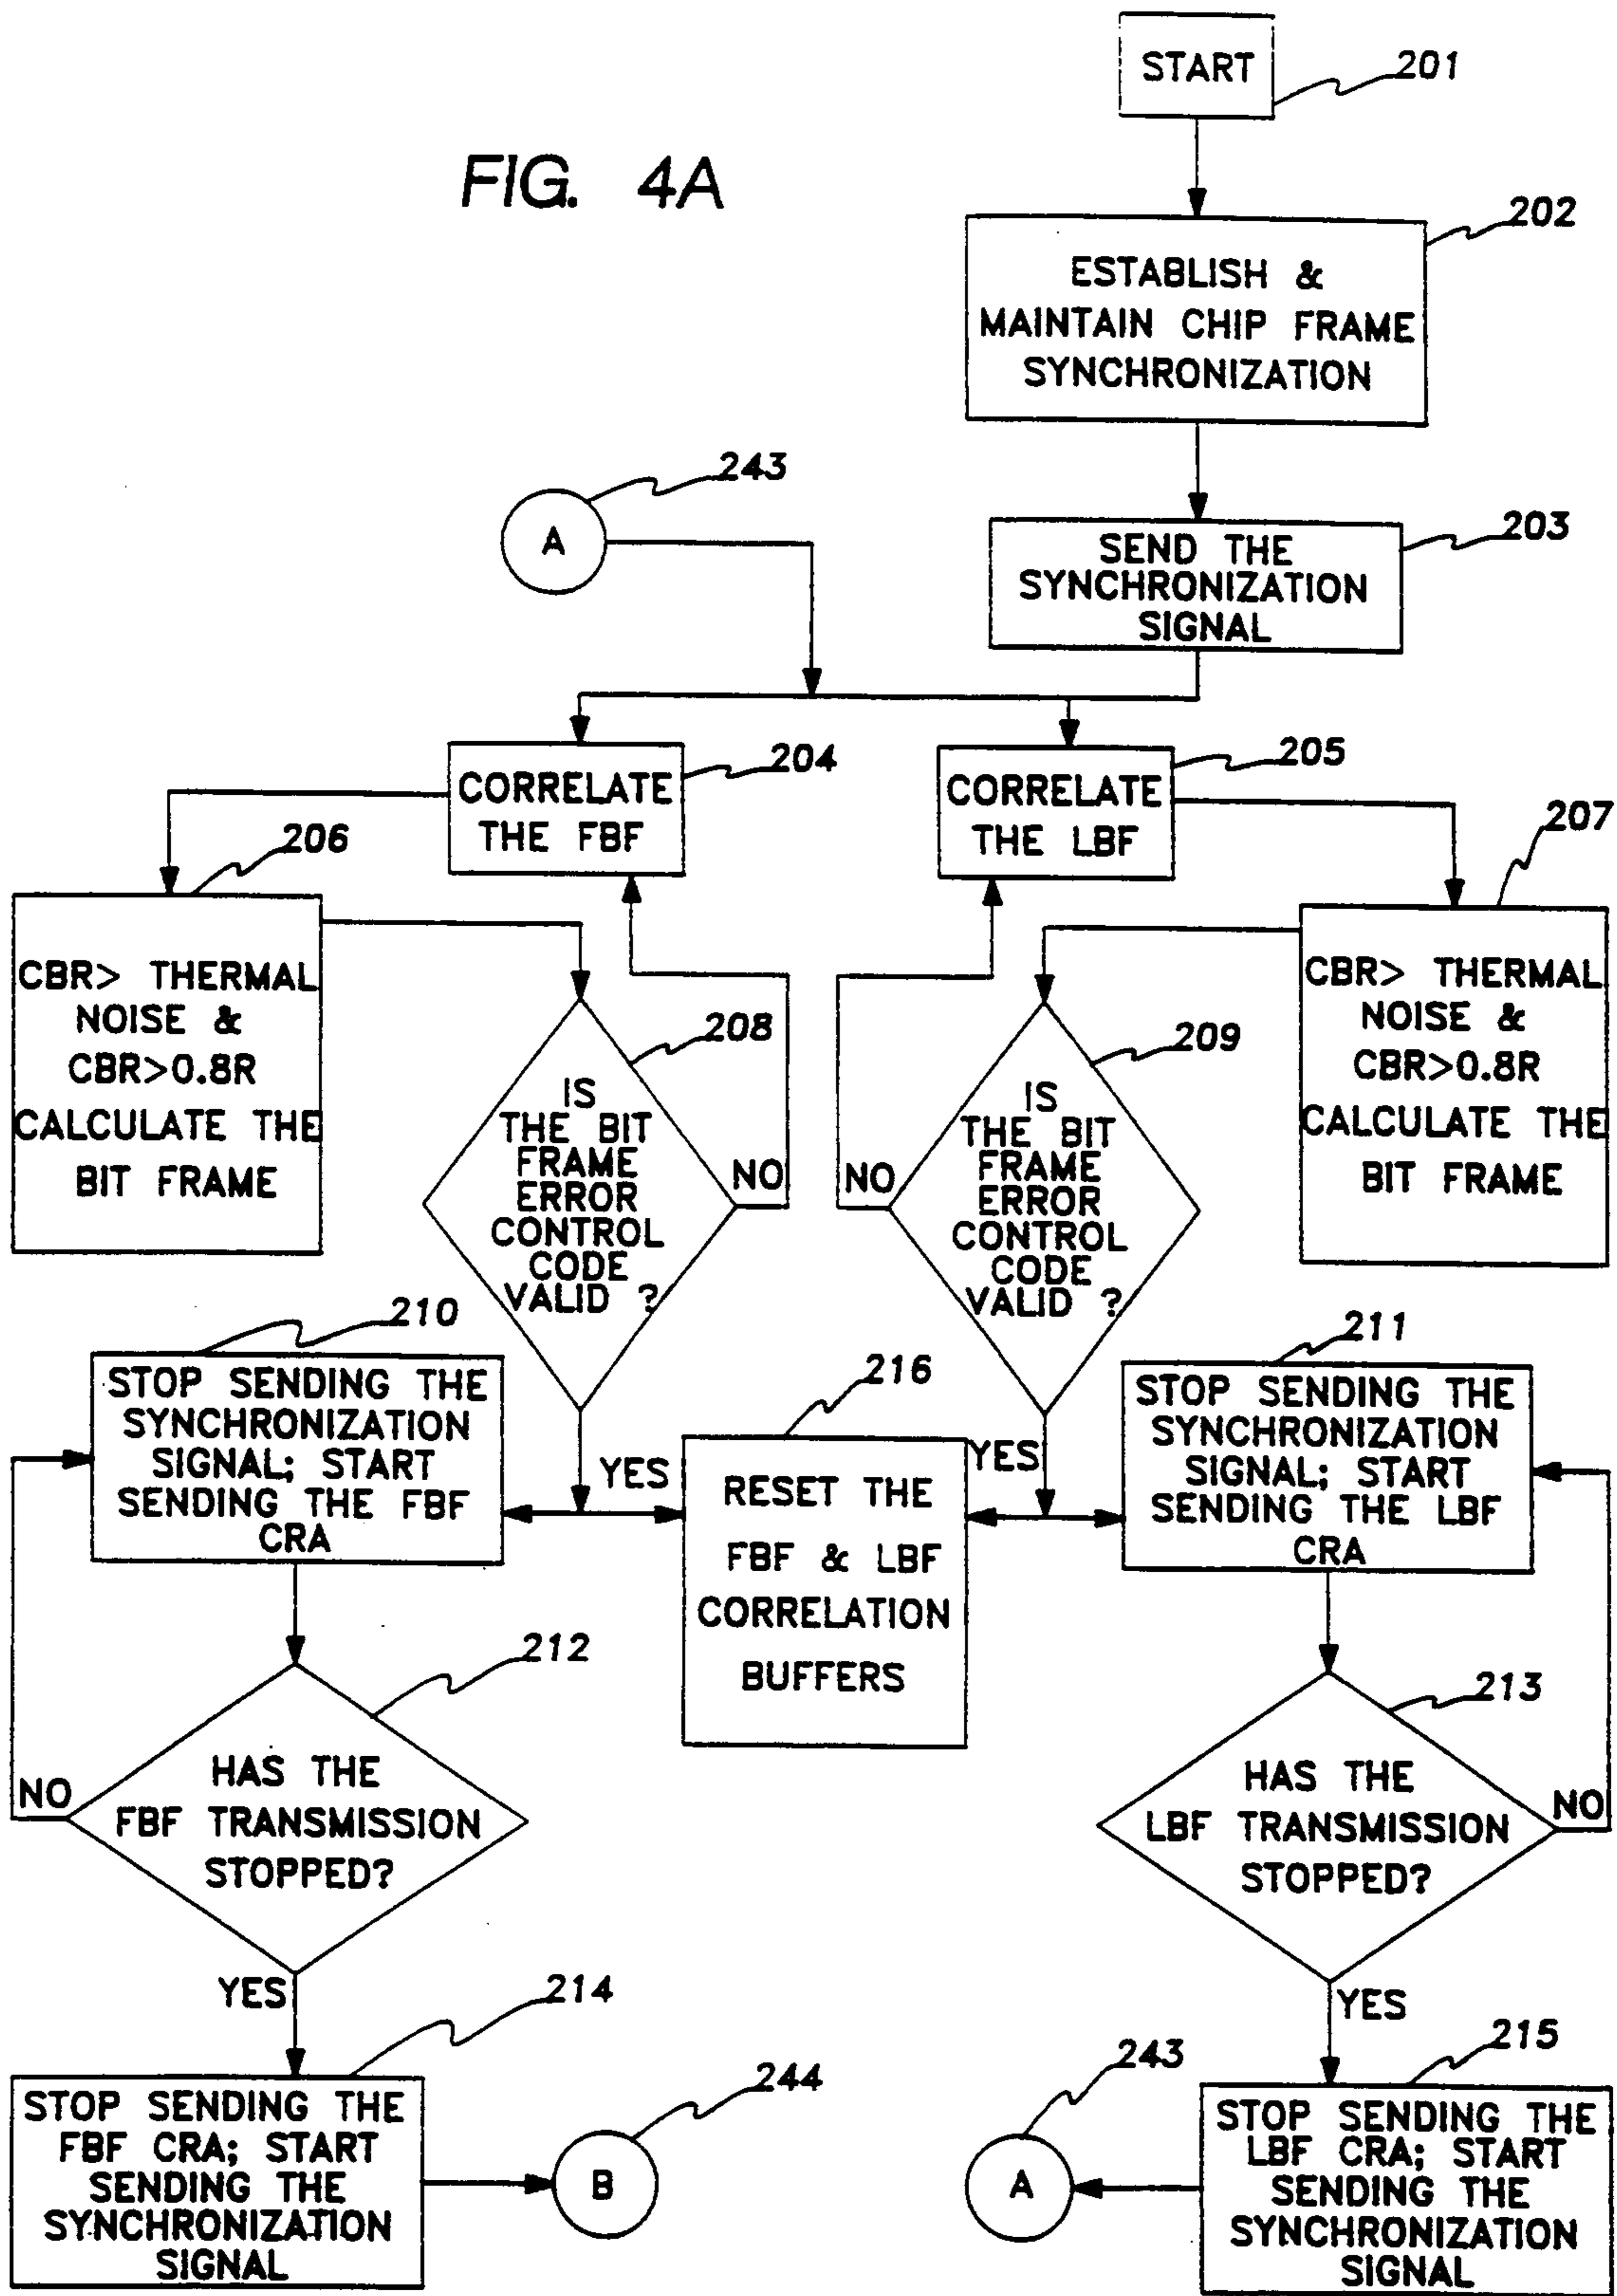 START
201
FIG. 4A
202
ESTABLISH &
MAINTAIN CHIP FRAME
SYNCHRONIZATION
243
A
203
SEND THE
SYNCHRONIZATION
SIGNAL
204
CORRELATE
THE FBF
205
CORRELATE
THE LBF
206
CBR> THERMAL
NOISE &
CBR>0.8R
CALCULATE THE
BIT FRAME
207
CBR> THERMAL
NOISE &
CBR>0.8R
CALCULATE THE
BIT FRAME
208
IS
THE BIT
FRAME
ERROR
CONTROL
CODE
VALID ?
NO
209
IS
THE BIT
FRAME
ERROR
CONTROL
CODE
VALID ?
NO
210
STOP SENDING THE
SYNCHRONIZATION
SIGNAL; START
SENDING THE FBF
CRA
YES
216
RESET THE
FBF & LBF
CORRELATION
BUFFERS
YES
211
STOP SENDING THE
SYNCHRONIZATION
SIGNAL; START
SENDING THE LBF
CRA
212
HAS THE
FBF TRANSMISSION
STOPPED?
NO
213
HAS THE
LBF TRANSMISSION
STOPPED?
NO
YES
214
STOP SENDING THE
FBF CRA; START
SENDING THE
SYNCHRONIZATION
SIGNAL
244
B
243
A
YES
215
STOP SENDING THE
LBF CRA; START
SENDING THE
SYNCHRONIZATION
SIGNAL